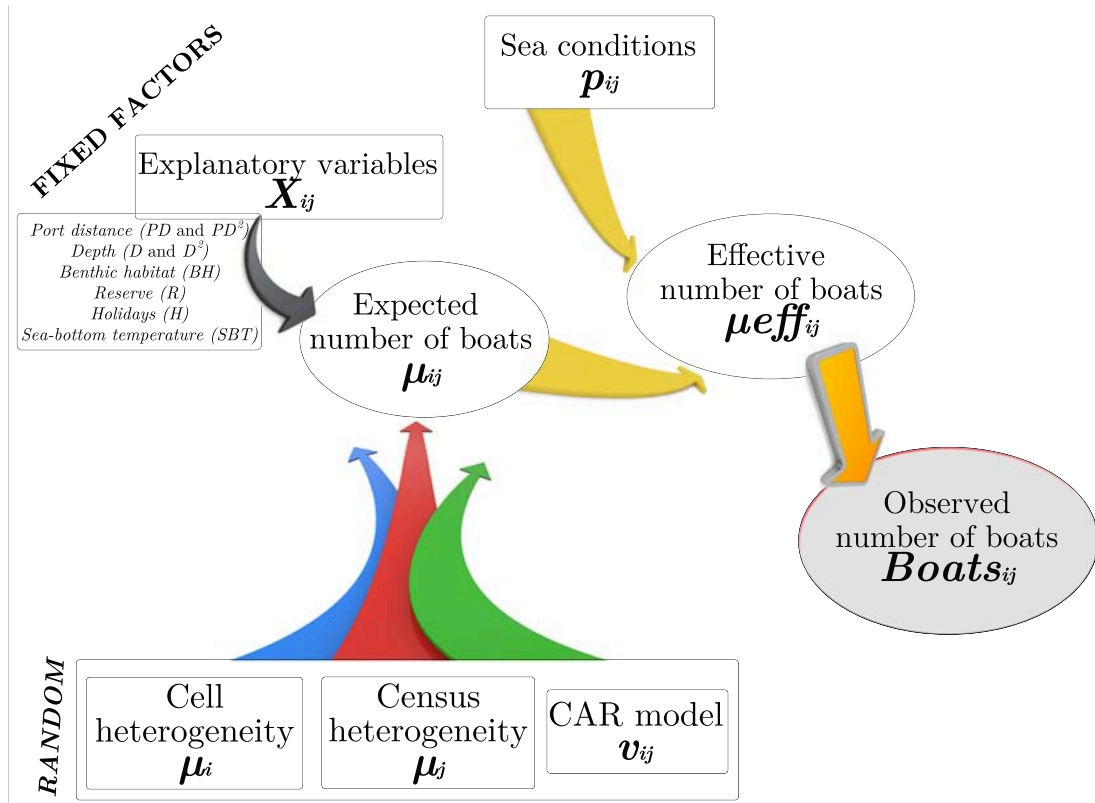 Sea conditions
pij
FIXED FACTORS
Explanatory variables
Xij
Port distance (PD and PD²)
Depth (D and D²)
Benthic habitat (BH)
Reserve (R)
Holidays (H)
Sea-bottom temperature (SBT)
Expected
number of boats
μij
Effective
number of boats
μeffij
Observed
number of boats
Boatsij
RANDOM
Cell
heterogeneity
μi
Census
heterogeneity
μj
CAR model
vij